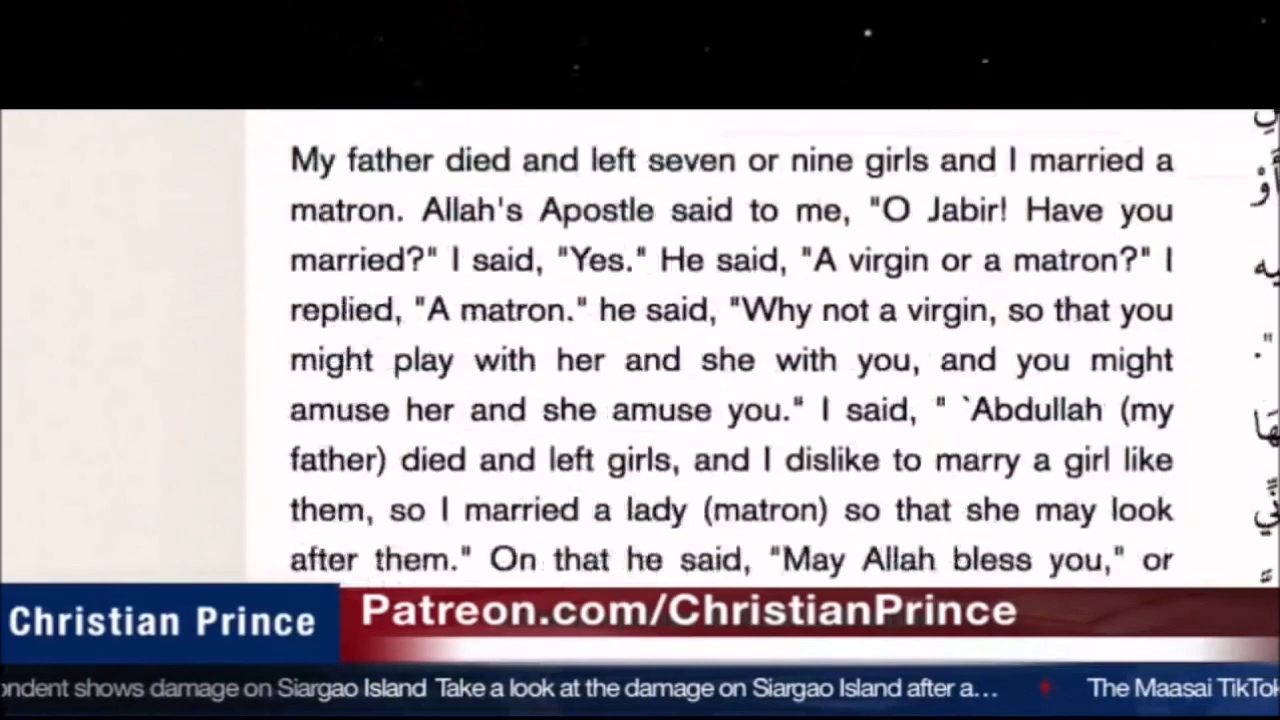 My father died and left seven or nine girls and I married a
matron. Allah's Apostle said to me, "O Jabir! Have you
married?" I said, "Yes." He said, "A virgin or a matron?" I
replied, "A matron." he said, "Why not a virgin, so that you
might play with her and she with you, and you might
amuse her and she amuse you." I said, " `Abdullah (my
father) died and left girls, and I dislike to marry a girl like
them, so I married a lady (matron) so that she may look
after them." On that he said, "May Allah bless you," or
Christian Prince
Patreon.com/ChristianPrince
ndent shows damage on Siargao Island Take a look at the damage on Siargao Island after a... The Maasai TikTo